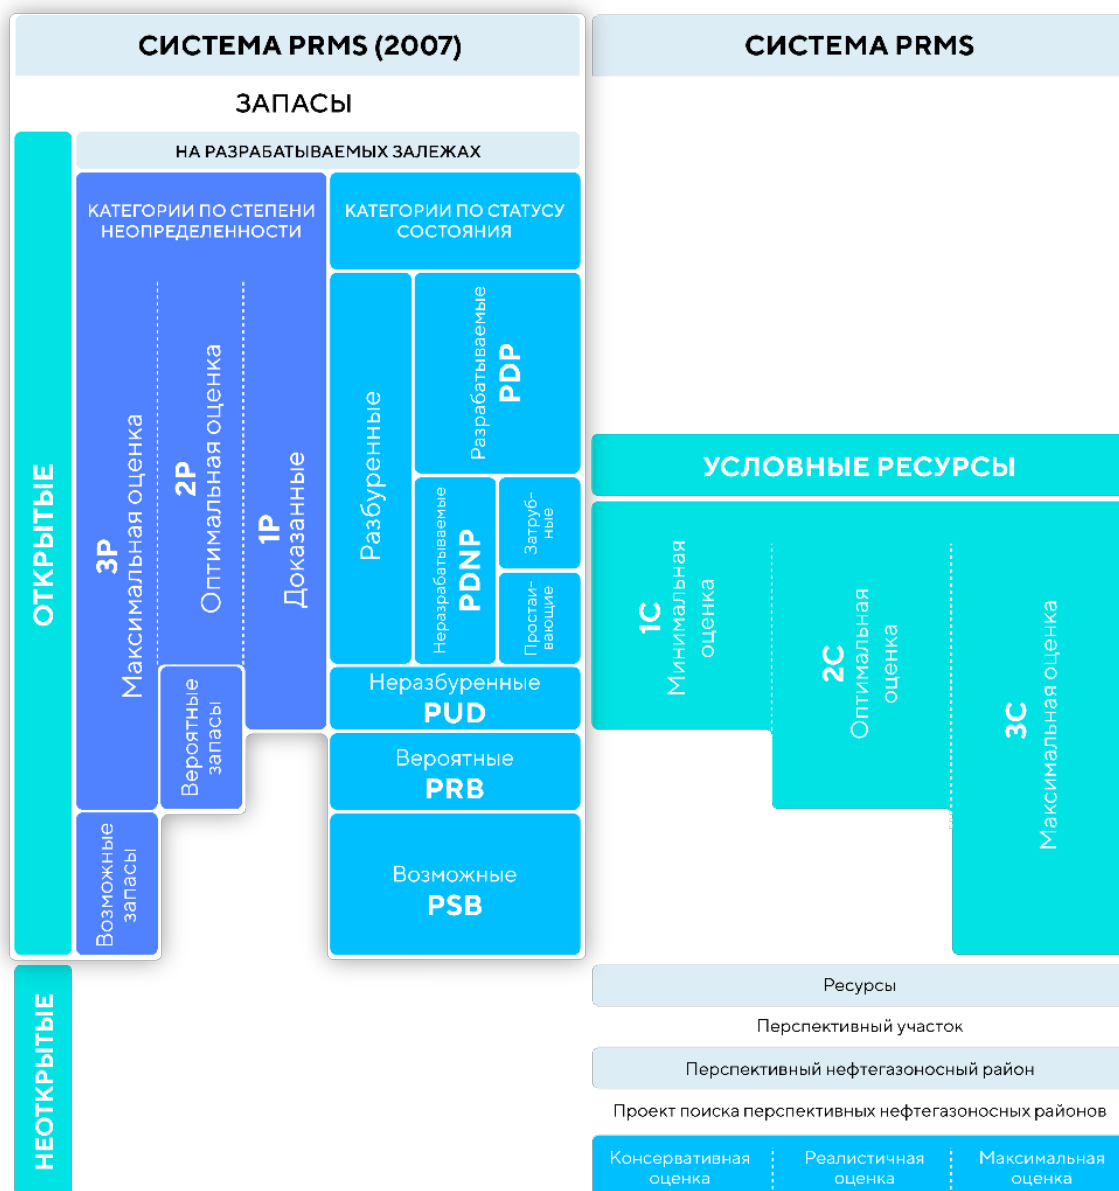 СИСТЕМА PRMS (2007)
ЗАПАСЫ
НА РАЗРАБАТЫВАЕМЫХ ЗАЛЕЖАХ
КАТЕГОРИИ ПО СТЕПЕНИ
НЕОПРЕДЕЛЕННОСТИ
КАТЕГОРИИ ПО СТАТУСУ
СОСТОЯНИЯ
ОТКРЫТЫЕ
3P
Максимальная оценка
2P
Оптимальная оценка
1P
Доказанные
Вероятные
запасы
Возможные
запасы
Разбуренные
Разрабатываемые
PDP
Неразрабатываемые
PDNP
Затруб-
ные
Простаи-
вающие
Неразбуренные
PUD
Вероятные
PRB
Возможные
PSB
НЕОТКРЫТЫЕ
СИСТЕМА PRMS
УСЛОВНЫЕ РЕСУРСЫ
1C
Минимальная
оценка
2C
Оптимальная
оценка
3C
Максимальная оценка
Ресурсы
Перспективный участок
Перспективный нефтегазоносный район
Проект поиска перспективных нефтегазоносных районов
Консервативная
оценка
Реалистичная
оценка
Максимальная
оценка